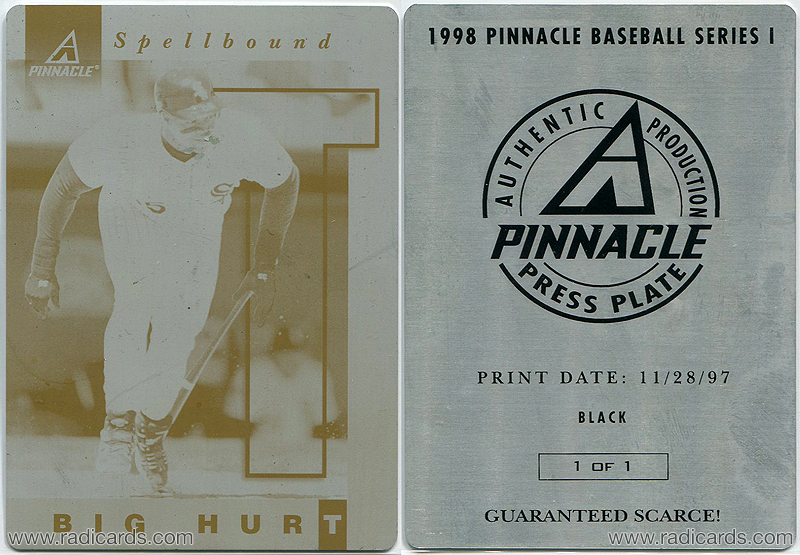 PINNACLE®
Spellbound
T
BIG HURT
www.radicards.com
1998 PINNACLE BASEBALL SERIES I
AUTHENTIC PRODUCTION
PINNACLE
PRESS PLATE
PRINT DATE: 11/28/97
BLACK
1 OF 1
GUARANTEED SCARCE!
www.radicards.com